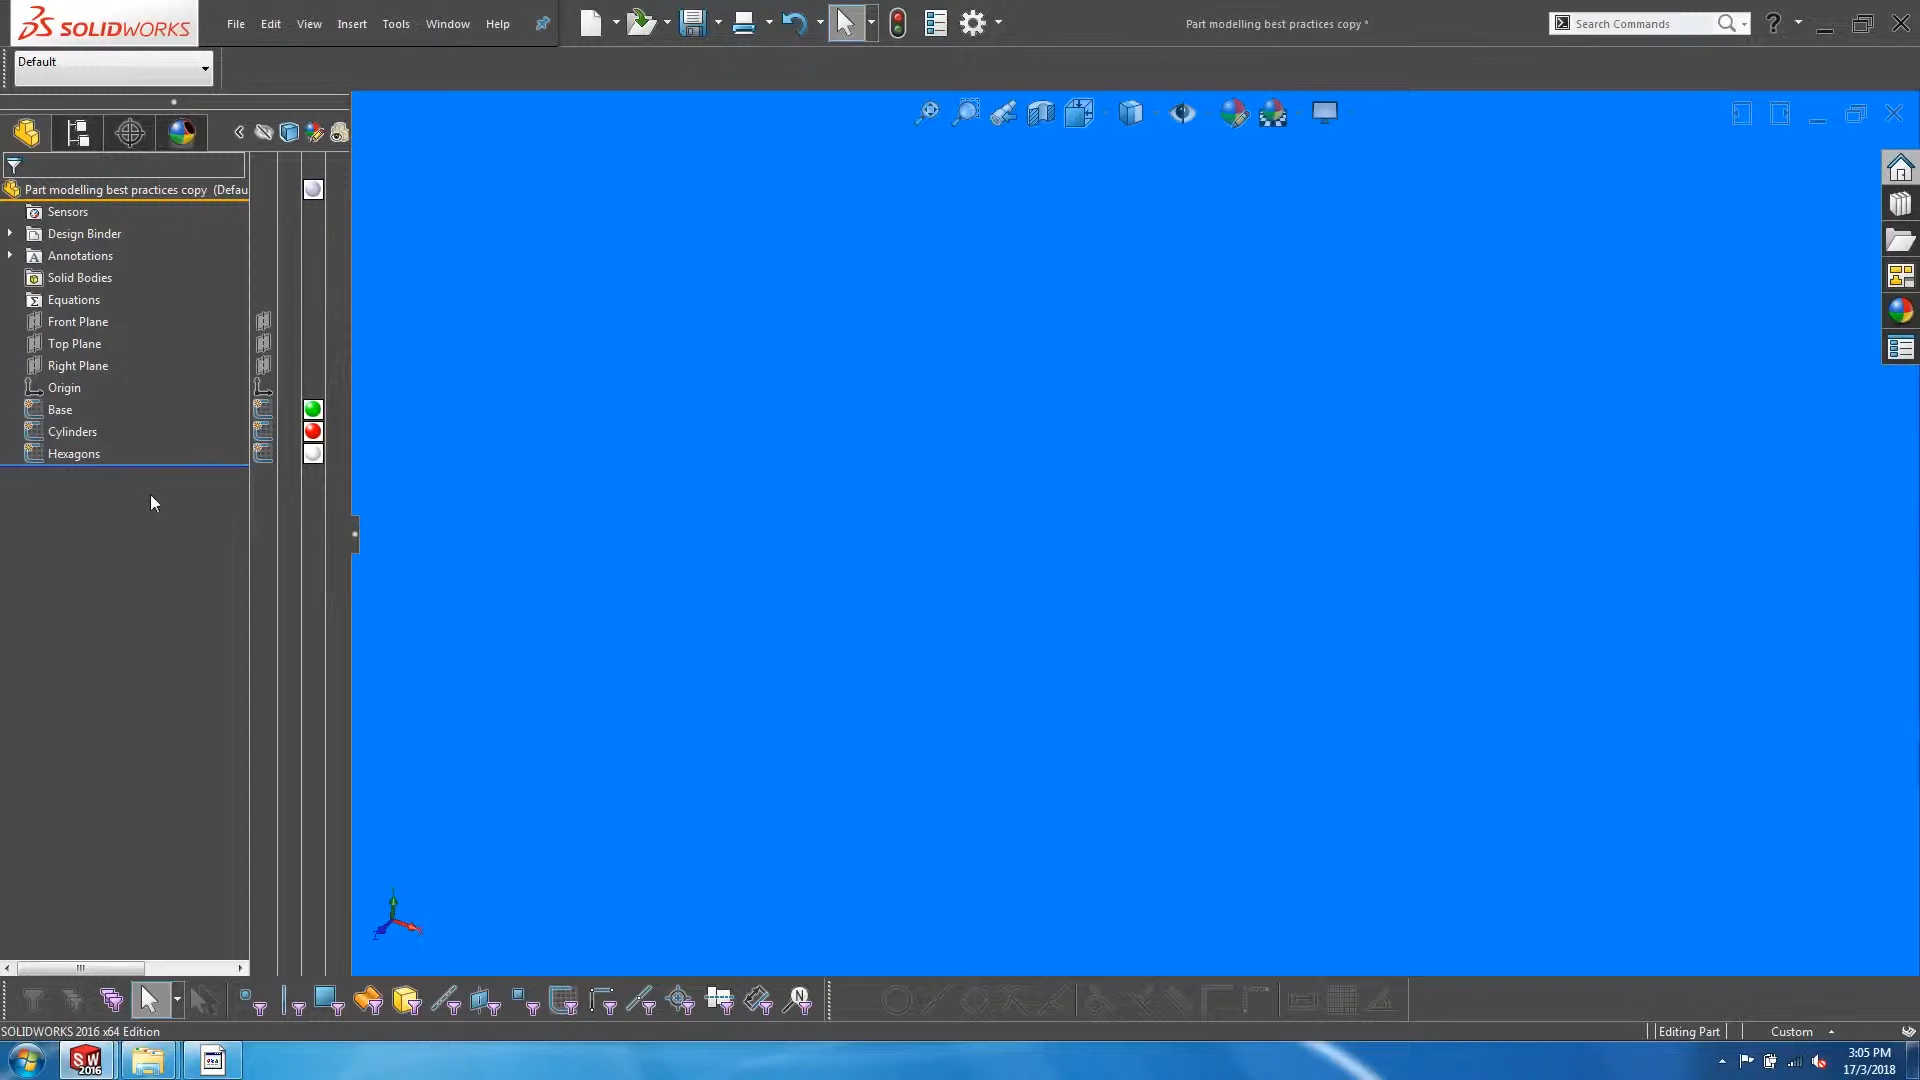 SOLIDWORKS
File Edit View Insert Tools Window Help
Part modelling best practices copy *
Search Commands
Default
Part modelling best practices copy (Defau
Sensors
Design Binder
Annotations
Solid Bodies
Equations
Front Plane
Top Plane
Right Plane
Origin
Base
Cylinders
Hexagons
SOLIDWORKS 2016 x64 Edition
Editing Part
Custom
SW
2016
3:05 PM
17/3/2018